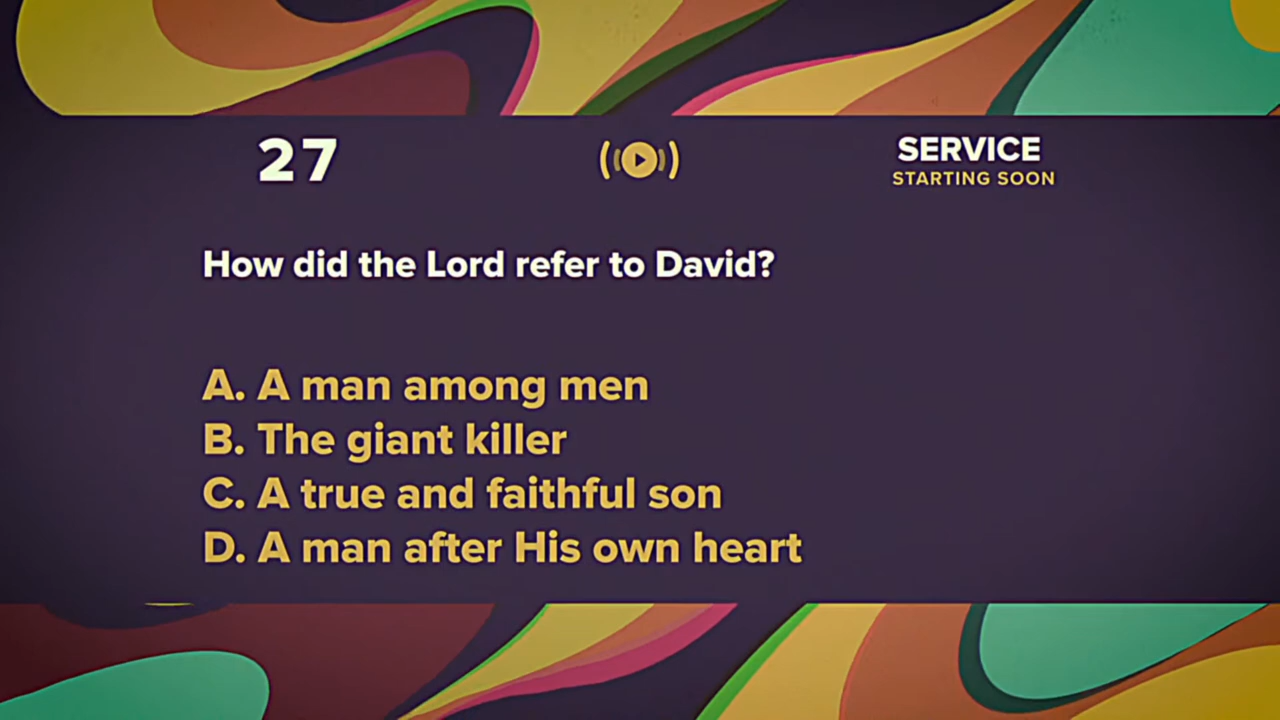 27
SERVICE
STARTING SOON
How did the Lord refer to David?
A. A man among men
B. The giant killer
C. A true and faithful son
D. A man after His own heart